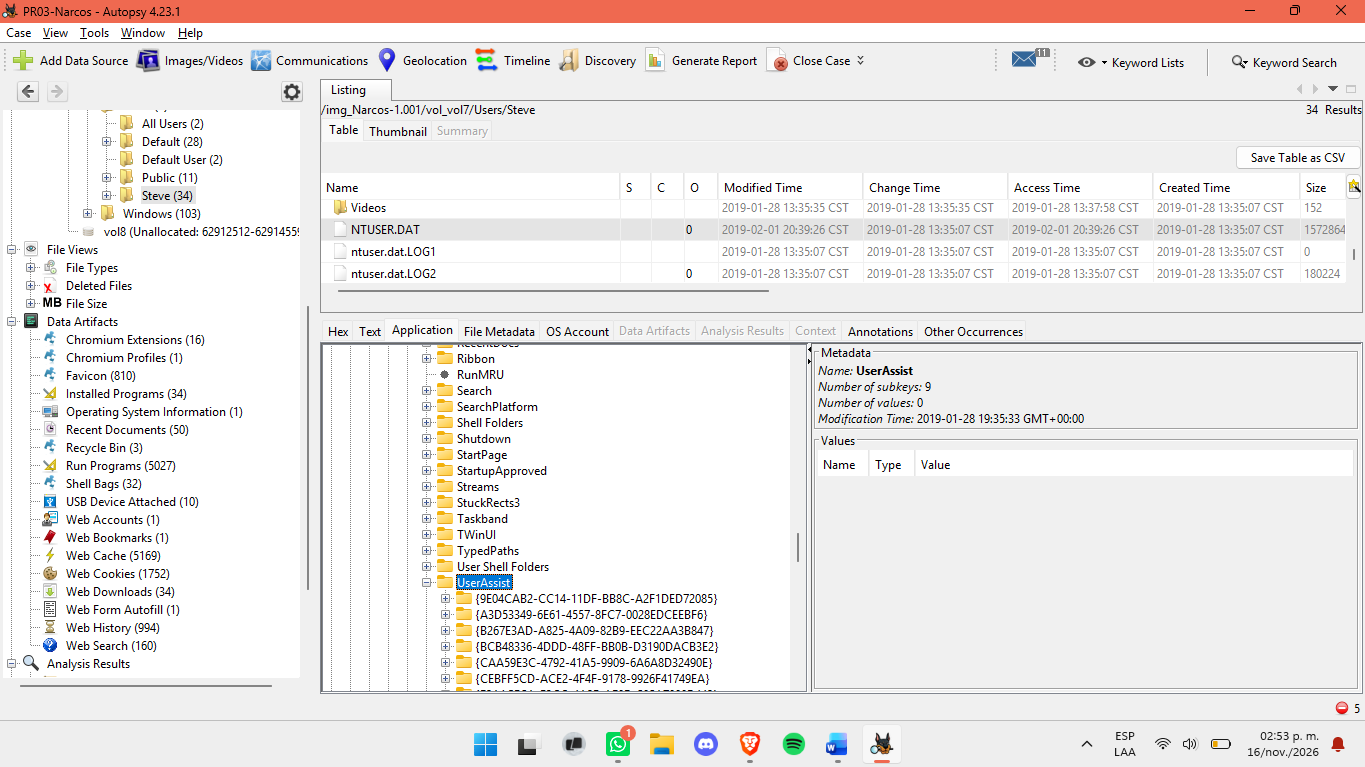 PR03-Narcos - Autopsy 4.23.1
Case View Tools Window Help
Add Data Source Images/Videos Communications Geolocation Timeline Discovery Generate Report Close Case 11 Keyword Lists Keyword Search
All Users (2)
Default (28)
Default User (2)
Public (11)
Steve (34)
Windows (103)
vol8 (Unallocated: 62912512-62914559
File Views
File Types
Deleted Files
MB File Size
Data Artifacts
Chromium Extensions (16)
Chromium Profiles (1)
Favicon (810)
Installed Programs (34)
Operating System Information (1)
Recent Documents (50)
Recycle Bin (3)
Run Programs (5027)
Shell Bags (32)
USB Device Attached (10)
Web Accounts (1)
Web Bookmarks (1)
Web Cache (5169)
Web Cookies (1752)
Web Downloads (34)
Web Form Autofill (1)
Web History (994)
Web Search (160)
Analysis Results
Listing
/img_Narcos-1.001/vol_vol7/Users/Steve 34 Results
Table Thumbnail Summary
Save Table as CSV
Name S C O Modified Time Change Time Access Time Created Time Size
Videos 2019-01-28 13:35:35 CST 2019-01-28 13:35:35 CST 2019-01-28 13:37:58 CST 2019-01-28 13:35:07 CST 152
NTUSER.DAT 0 2019-02-01 20:39:26 CST 2019-02-01 20:39:26 CST 2019-02-01 20:39:26 CST 2019-01-28 13:35:07 CST 1572864
ntuser.dat.LOG1 2019-01-28 13:35:07 CST 2019-01-28 13:35:07 CST 2019-01-28 13:35:07 CST 2019-01-28 13:35:07 CST 0
ntuser.dat.LOG2 0 2019-01-28 13:35:07 CST 2019-01-28 13:35:07 CST 2019-01-28 13:35:07 CST 2019-01-28 13:35:07 CST 180224
Hex Text Application File Metadata OS Account Data Artifacts Analysis Results Context Annotations Other Occurrences
RecentDocs
Ribbon
RunMRU
Search
SearchPlatform
Shell Folders
Shutdown
StartPage
StartupApproved
Streams
StuckRects3
Taskband
TWinUI
TypedPaths
User Shell Folders
UserAssist
{9E04CAB2-CC14-11DF-BB8C-A2F1DED72085}
{A3D53349-6E61-4557-8FC7-0028EDCEEBF6}
{B267E3AD-A825-4A09-82B9-EEC22AA3B847}
{BCB48336-4DDD-48FF-BB0B-D3190DACB3E2}
{CAA59E3C-4792-41A5-9909-6A6A8D32490E}
{CEBFF5CD-ACE2-4F4F-9178-9926F41749EA}
Metadata
Name: UserAssist
Number of subkeys: 9
Number of values: 0
Modification Time: 2019-01-28 19:35:33 GMT+00:00
Values
Name Type Value
5
1
ESP
LAA
02:53 p. m.
16/nov./2026